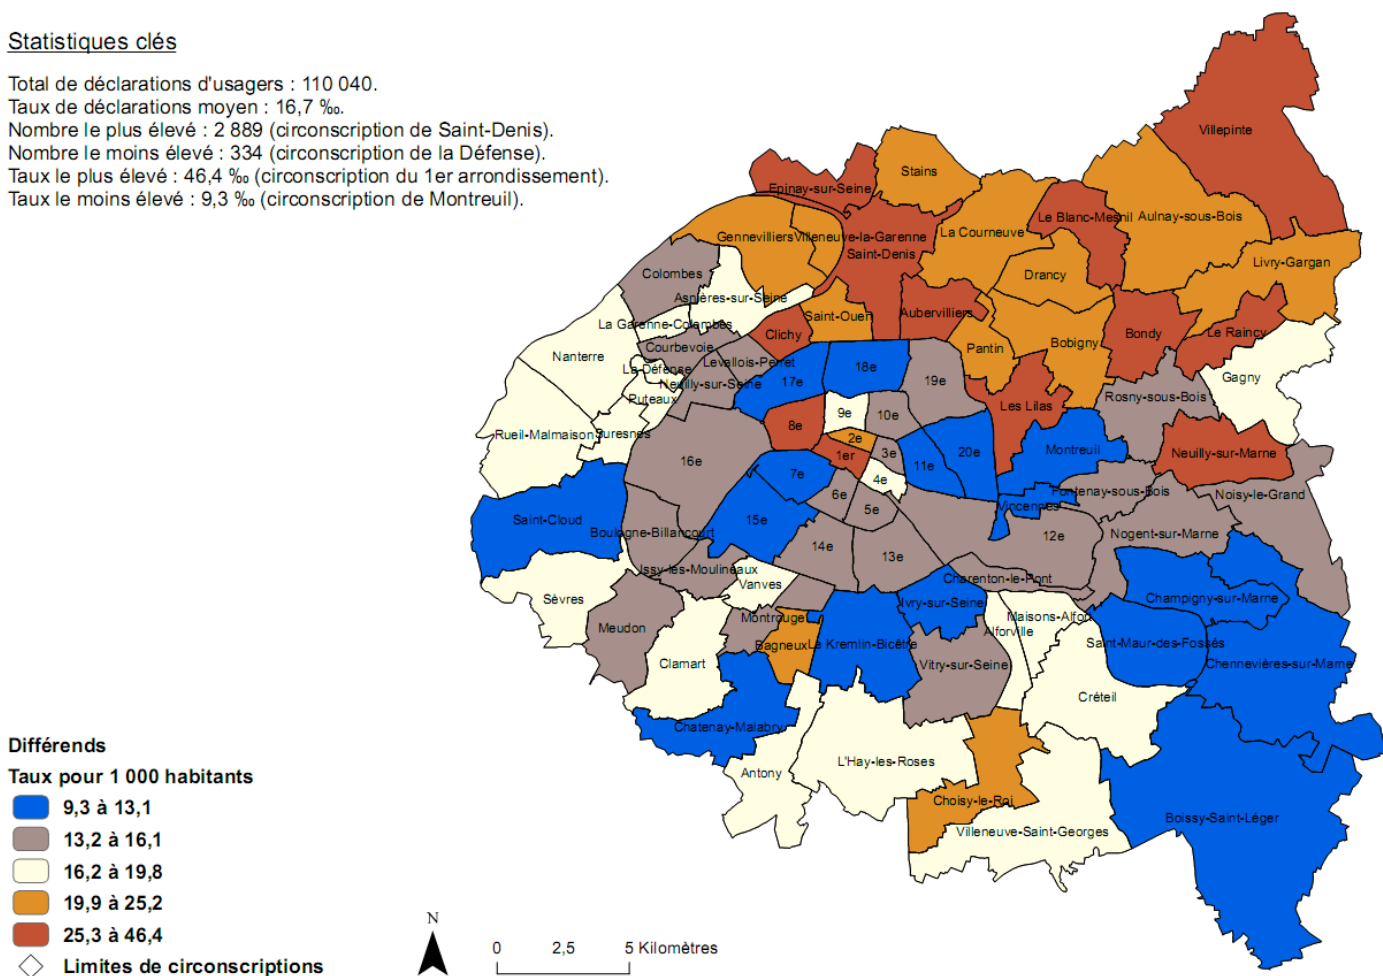 Statistiques clés
Total de déclarations d'usagers : 110 040.
Taux de déclarations moyen : 16,7 ‰.
Nombre le plus élevé : 2 889 (circonscription de Saint-Denis).
Nombre le moins élevé : 334 (circonscription de la Défense).
Taux le plus élevé : 46,4 ‰ (circonscription du 1er arrondissement).
Taux le moins élevé : 9,3 ‰ (circonscription de Montreuil).
Villepinte
Stains
Epinay-sur-Seine
Le Blanc-Mesnil
Aulnay-sous-Bois
La Courneuve
Gennevilliers
Villeneuve-la-Garenne
Saint-Denis
Livry-Gargan
Colombes
Drancy
Asnières-sur-Seine
Saint-Ouen
Aubervilliers
La Garenne-Colombes
Clichy
Bondy
Le Raincy
Courbevoie
Pantin
Bobigny
Nanterre
Levallois-Perret
La Défense
18e
Neuilly-sur-Seine
17e
19e
Gagny
Puteaux
Rosny-sous-Bois
Les Lilas
9e
10e
8e
Rueil-Malmaison
Suresnes
2e
20e
Montreuil
1er
3e
Neuilly-sur-Marne
16e
11e
7e
4e
Fontenay-sous-Bois
Noisy-le-Grand
6e
Vincennes
5e
Saint-Cloud
15e
Boulogne-Billancourt
12e
Nogent-sur-Marne
14e
13e
Issy-les-Moulineaux
Charenton-le-Pont
Vanves
Sèvres
Ivry-sur-Seine
Champigny-sur-Marne
Montrouge
Maisons-Alfort
Meudon
Alforville
Bagneux
Le Kremlin-Bicêtre
Saint-Maur-des-Fossés
Clamart
Vitry-sur-Seine
Chennevières-sur-Marne
Créteil
Chatenay-Malabry
L'Hay-les-Roses
Antony
Choisy-le-Roi
Villeneuve-Saint-Georges
Boissy-Saint-Léger
Différends
Taux pour 1 000 habitants
9,3 à 13,1
13,2 à 16,1
16,2 à 19,8
19,9 à 25,2
25,3 à 46,4
Limites de circonscriptions
N
0 2,5 5 Kilomètres